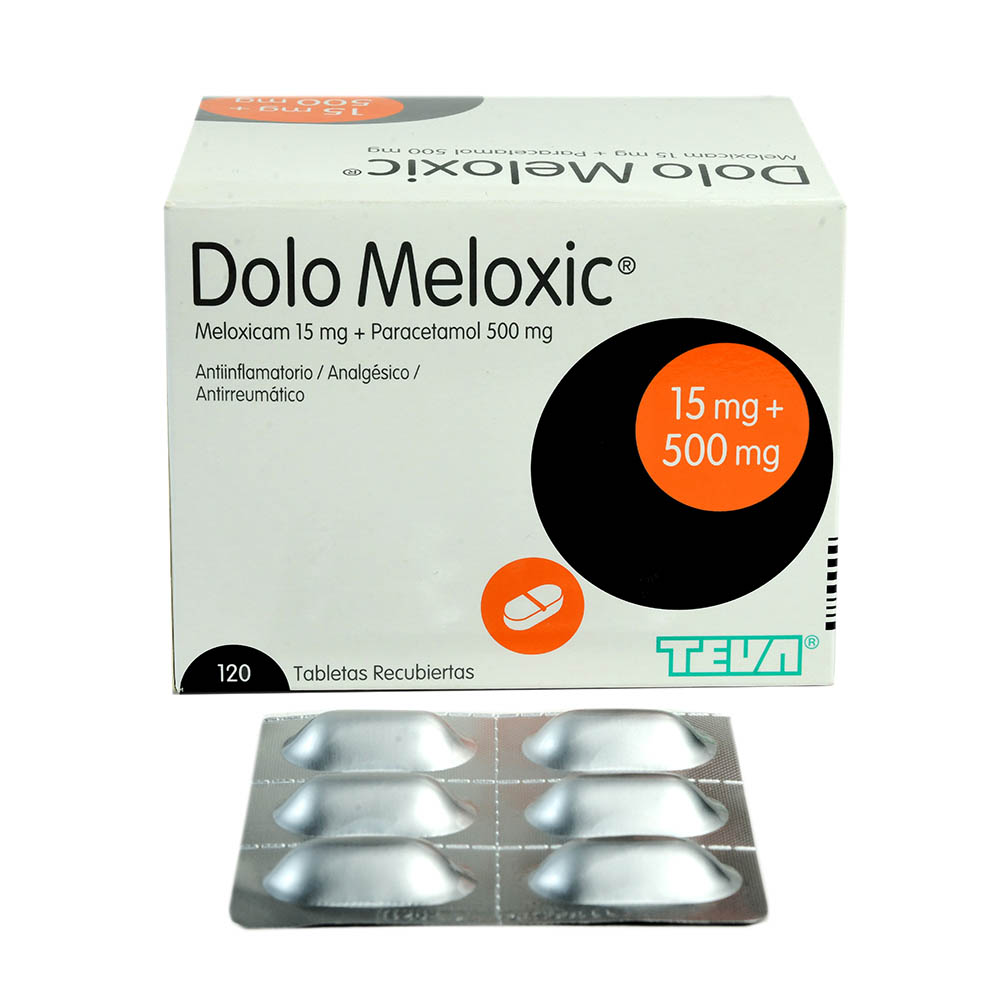 15 mg +
500 mg
Meloxicam 15 mg + Paracetamol 500 mg
Dolo Meloxic®
Dolo Meloxic®
Meloxicam 15 mg + Paracetamol 500 mg
Antiinflamatorio / Analgésico /
Antirreumático
15 mg +
500 mg
TEVA®
120 Tabletas Recubiertas